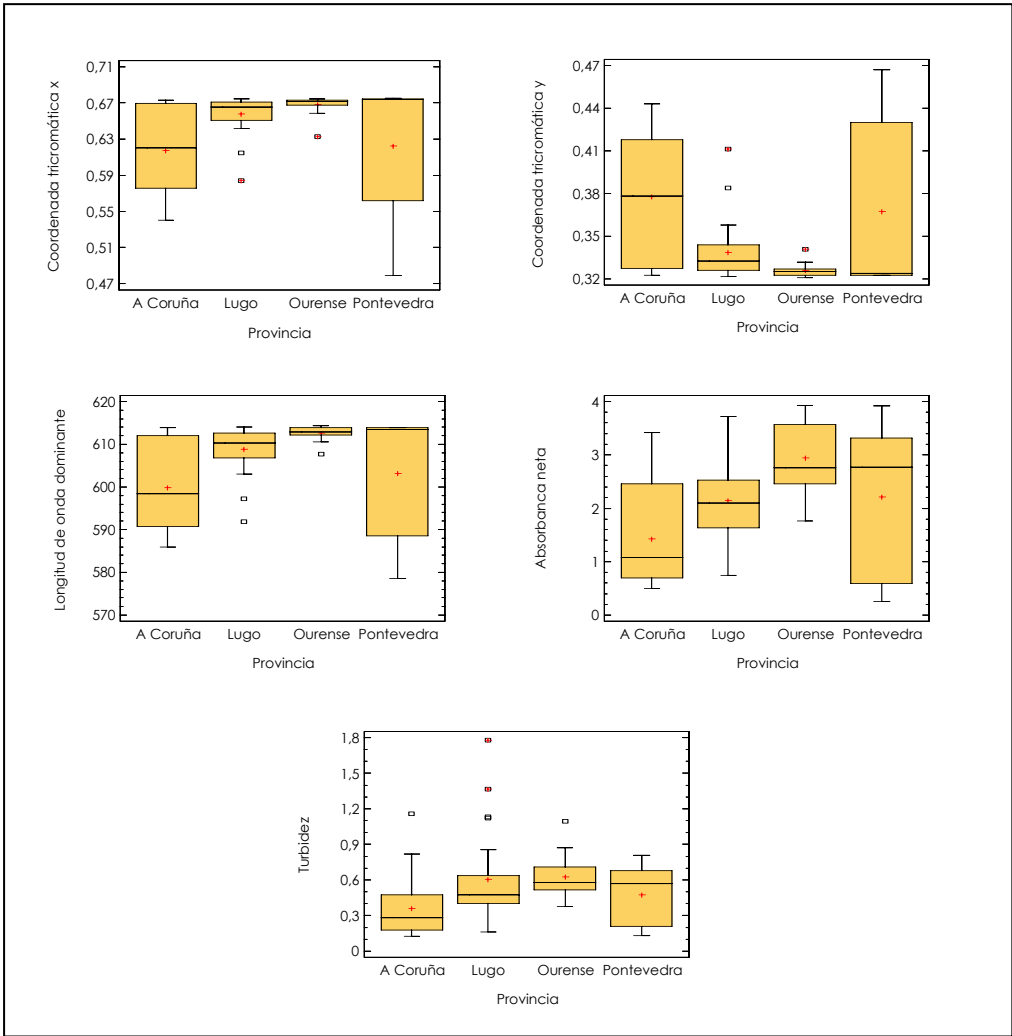 Coordenada tricromática x
0,71
0,67
0,63
0,59
0,55
0,51
0,47
A Coruña Lugo Ourense Pontevedra
Provincia
Coordenada tricromática y
0,47
0,44
0,41
0,38
0,35
0,32
A Coruña Lugo Ourense Pontevedra
Provincia
Longitud de onda dominante
620
610
600
590
580
570
A Coruña Lugo Ourense Pontevedra
Provincia
Absorbanca neta
4
3
2
1
0
A Coruña Lugo Ourense Pontevedra
Provincia
Turbidez
1,8
1,5
1,2
0,9
0,6
0,3
0
A Coruña Lugo Ourense Pontevedra
Provincia